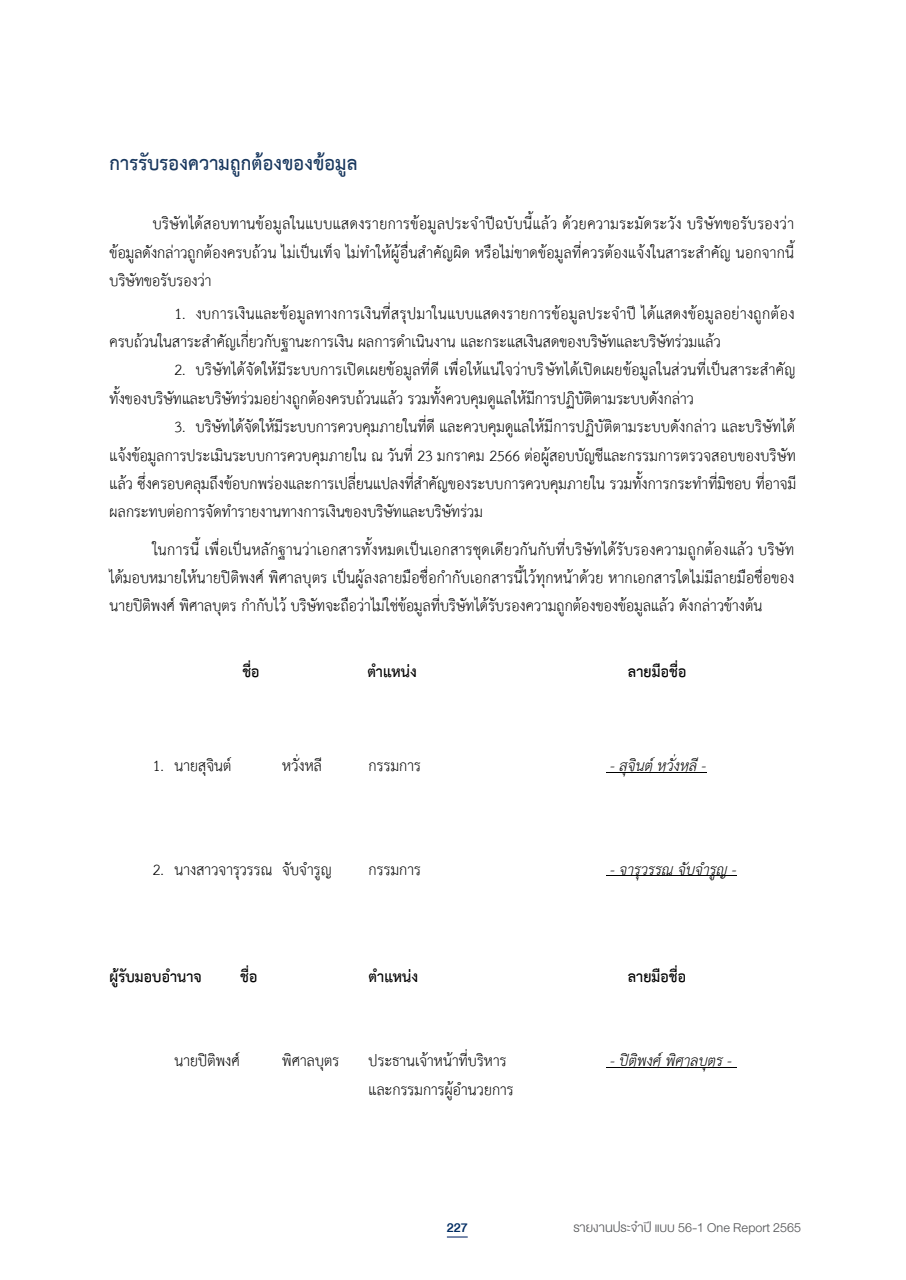 การรับรองความถูกต้องของข้อมูล
บริษัทได้สอบทานข้อมูลในแบบแสดงรายการข้อมูลประจำปีฉบับนี้แล้ว ด้วยความระมัดระวัง บริษัทขอรับรองว่า
ข้อมูลดังกล่าวถูกต้องครบถ้วน ไม่เป็นเท็จ ไม่ทำให้ผู้อื่นสำคัญผิด หรือไม่ขาดข้อมูลที่ควรต้องแจ้งในสาระสำคัญ นอกจากนี้
บริษัทขอรับรองว่า
1. งบการเงินและข้อมูลทางการเงินที่สรุปมาในแบบแสดงรายการข้อมูลประจำปี ได้แสดงข้อมูลอย่างถูกต้อง
ครบถ้วนในสาระสำคัญเกี่ยวกับฐานะการเงิน ผลการดำเนินงาน และกระแสเงินสดของบริษัทและบริษัทร่วมแล้ว
2. บริษัทได้จัดให้มีระบบการเปิดเผยข้อมูลที่ดี เพื่อให้แน่ใจว่าบริษัทได้เปิดเผยข้อมูลในส่วนที่เป็นสาระสำคัญ
ทั้งของบริษัทและบริษัทร่วมอย่างถูกต้องครบถ้วนแล้ว รวมทั้งควบคุมดูแลให้มีการปฏิบัติตามระบบดังกล่าว
3. บริษัทได้จัดให้มีระบบการควบคุมภายในที่ดี และควบคุมดูแลให้มีการปฏิบัติตามระบบดังกล่าว และบริษัทได้
แจ้งข้อมูลการประเมินระบบการควบคุมภายใน ณ วันที่ 23 มกราคม 2566 ต่อผู้สอบบัญชีและกรรมการตรวจสอบของบริษัท
แล้ว ซึ่งครอบคลุมถึงข้อบกพร่องและการเปลี่ยนแปลงที่สำคัญของระบบการควบคุมภายใน รวมทั้งการกระทำที่มิชอบ ที่อาจมี
ผลกระทบต่อการจัดทำรายงานทางการเงินของบริษัทและบริษัทร่วม
ในการนี้ เพื่อเป็นหลักฐานว่าเอกสารทั้งหมดเป็นเอกสารชุดเดียวกันกับที่บริษัทได้รับรองความถูกต้องแล้ว บริษัท
ได้มอบหมายให้นายปิติพงศ์ พิศาลบุตร เป็นผู้ลงลายมือชื่อกำกับเอกสารนี้ไว้ทุกหน้าด้วย หากเอกสารใดไม่มีลายมือชื่อของ
นายปิติพงศ์ พิศาลบุตร กำกับไว้ บริษัทจะถือว่าไม่ใช่ข้อมูลที่บริษัทได้รับรองความถูกต้องของข้อมูลแล้ว ดังกล่าวข้างต้น
ชื่อ ตำแหน่ง ลายมือชื่อ
1. นายสุจินต์ หวั่งหลี กรรมการ - สุจินต์ หวั่งหลี -
2. นางสาวจารุวรรณ จับจำรูญ กรรมการ - จารุวรรณ จับจำรูญ -
ผู้รับมอบอำนาจ ชื่อ ตำแหน่ง ลายมือชื่อ
นายปิติพงศ์ พิศาลบุตร ประธานเจ้าหน้าที่บริหาร - ปิติพงศ์ พิศาลบุตร -
และกรรมการผู้อำนวยการ
227 รายงานประจำปี แบบ 56-1 One Report 2565